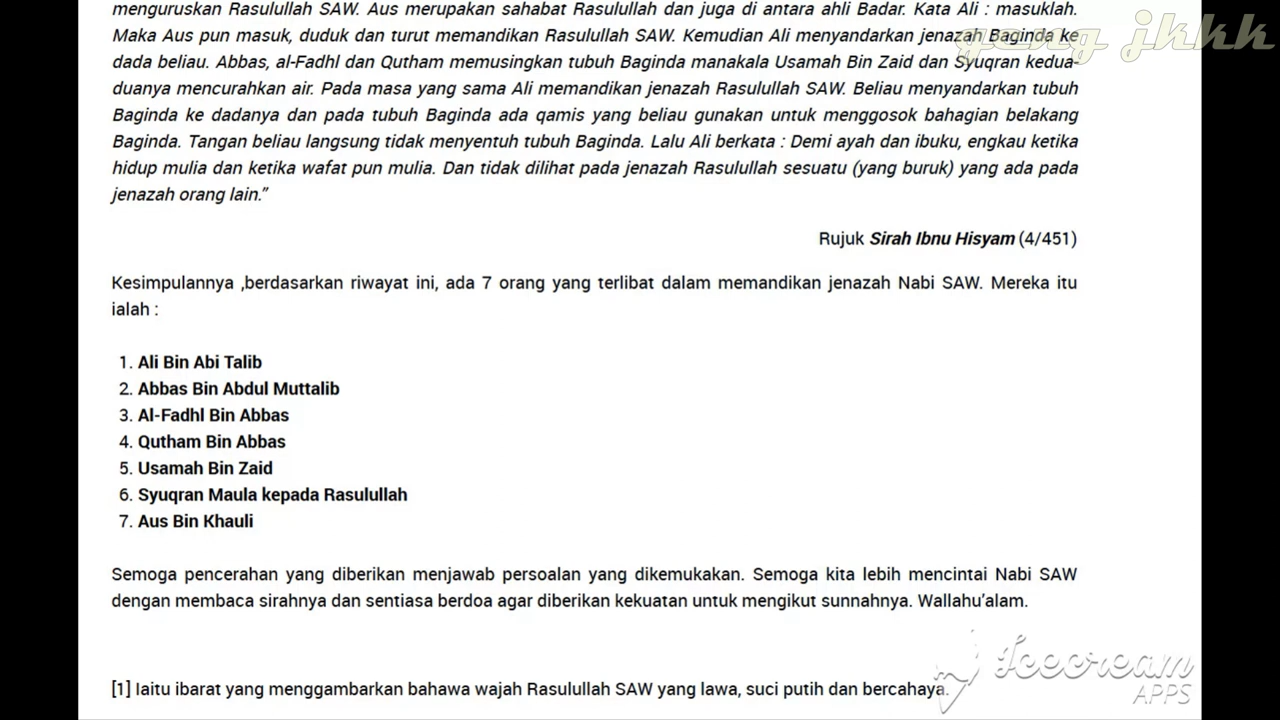 menguruskan Rasulullah SAW. Aus merupakan sahabat Rasulullah dan juga di antara ahli Badar. Kata Ali : masuklah.
Maka Aus pun masuk, duduk dan turut memandikan Rasulullah SAW. Kemudian Ali menyandarkan jenazah Baginda ke
dada beliau. Abbas, al-Fadhl dan Qutham memusingkan tubuh Baginda manakala Usamah Bin Zaid dan Syuqran kedua-
duanya mencurahkan air. Pada masa yang sama Ali memandikan jenazah Rasulullah SAW. Beliau menyandarkan tubuh
Baginda ke dadanya dan pada tubuh Baginda ada qamis yang beliau gunakan untuk menggosok bahagian belakang
Baginda. Tangan beliau langsung tidak menyentuh tubuh Baginda. Lalu Ali berkata : Demi ayah dan ibuku, engkau ketika
hidup mulia dan ketika wafat pun mulia. Dan tidak dilihat pada jenazah Rasulullah sesuatu (yang buruk) yang ada pada
jenazah orang lain."
Rujuk Sirah Ibnu Hisyam (4/451)
Kesimpulannya ,berdasarkan riwayat ini, ada 7 orang yang terlibat dalam memandikan jenazah Nabi SAW. Mereka itu
ialah :
1. Ali Bin Abi Talib
2. Abbas Bin Abdul Muttalib
3. Al-Fadhl Bin Abbas
4. Qutham Bin Abbas
5. Usamah Bin Zaid
6. Syuqran Maula kepada Rasulullah
7. Aus Bin Khauli
Semoga pencerahan yang diberikan menjawab persoalan yang dikemukakan. Semoga kita lebih mencintai Nabi SAW
dengan membaca sirahnya dan sentiasa berdoa agar diberikan kekuatan untuk mengikut sunnahnya. Wallahu'alam.
[1] Iaitu ibarat yang menggambarkan bahawa wajah Rasulullah SAW yang lawa, suci putih dan bercahaya.
geng jkkk
Icecream
APPS